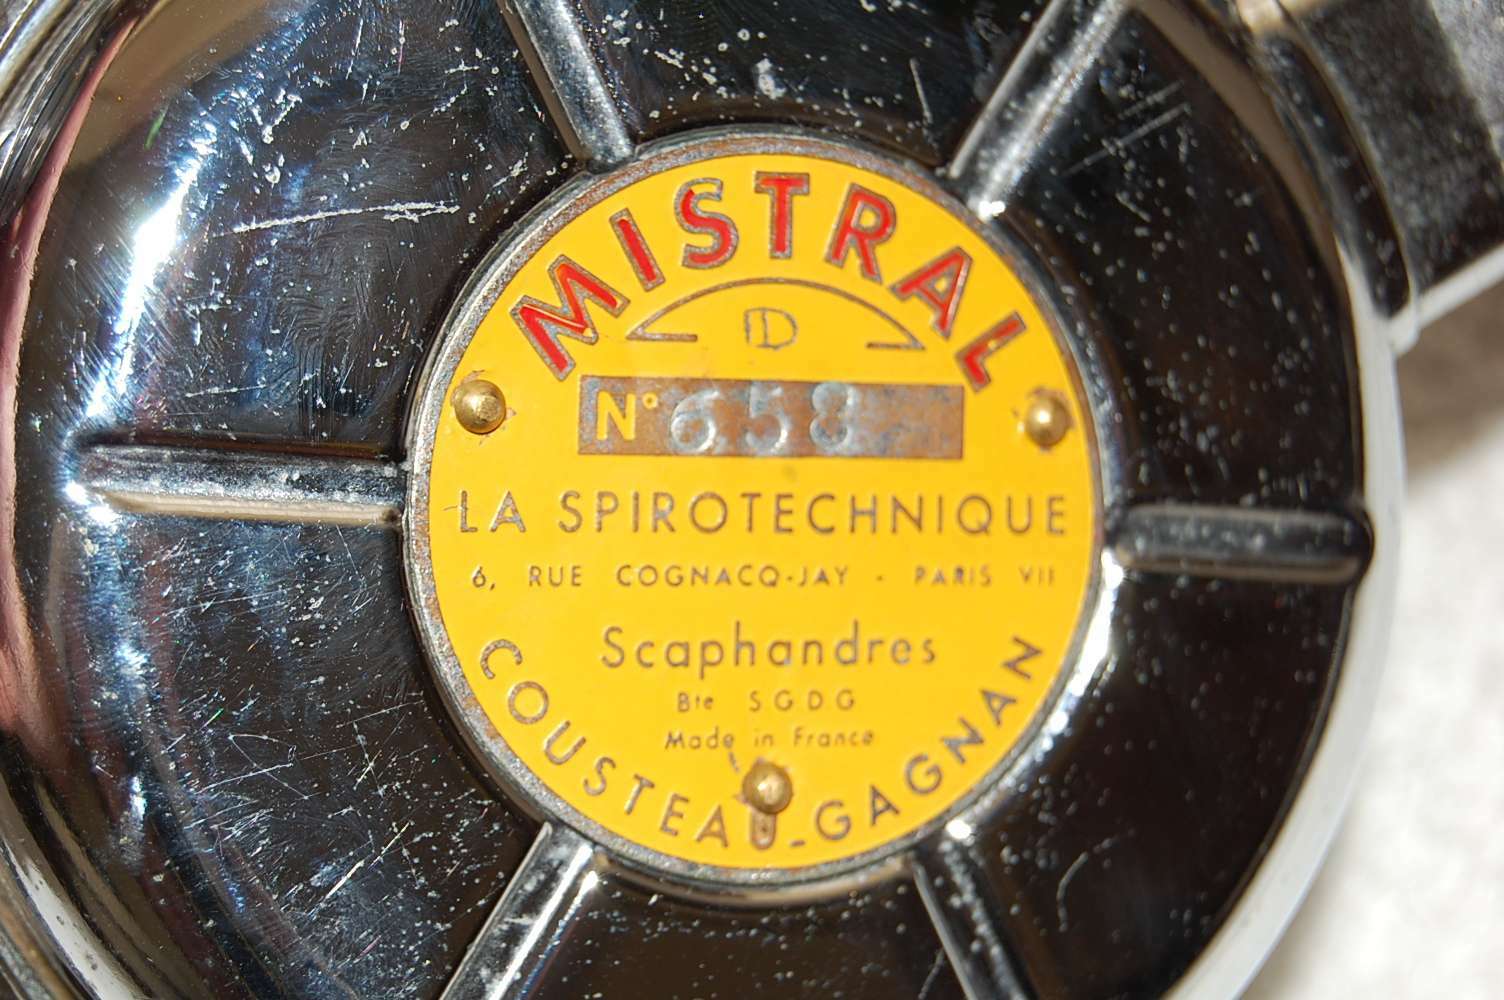 MISTRAL
D
N° 658
LA SPIROTECHNIQUE
6, RUE COGNACQ-JAY - PARIS VII
Scaphandres
Bte SGDG
Made in France
COUSTEAU-GAGNAN